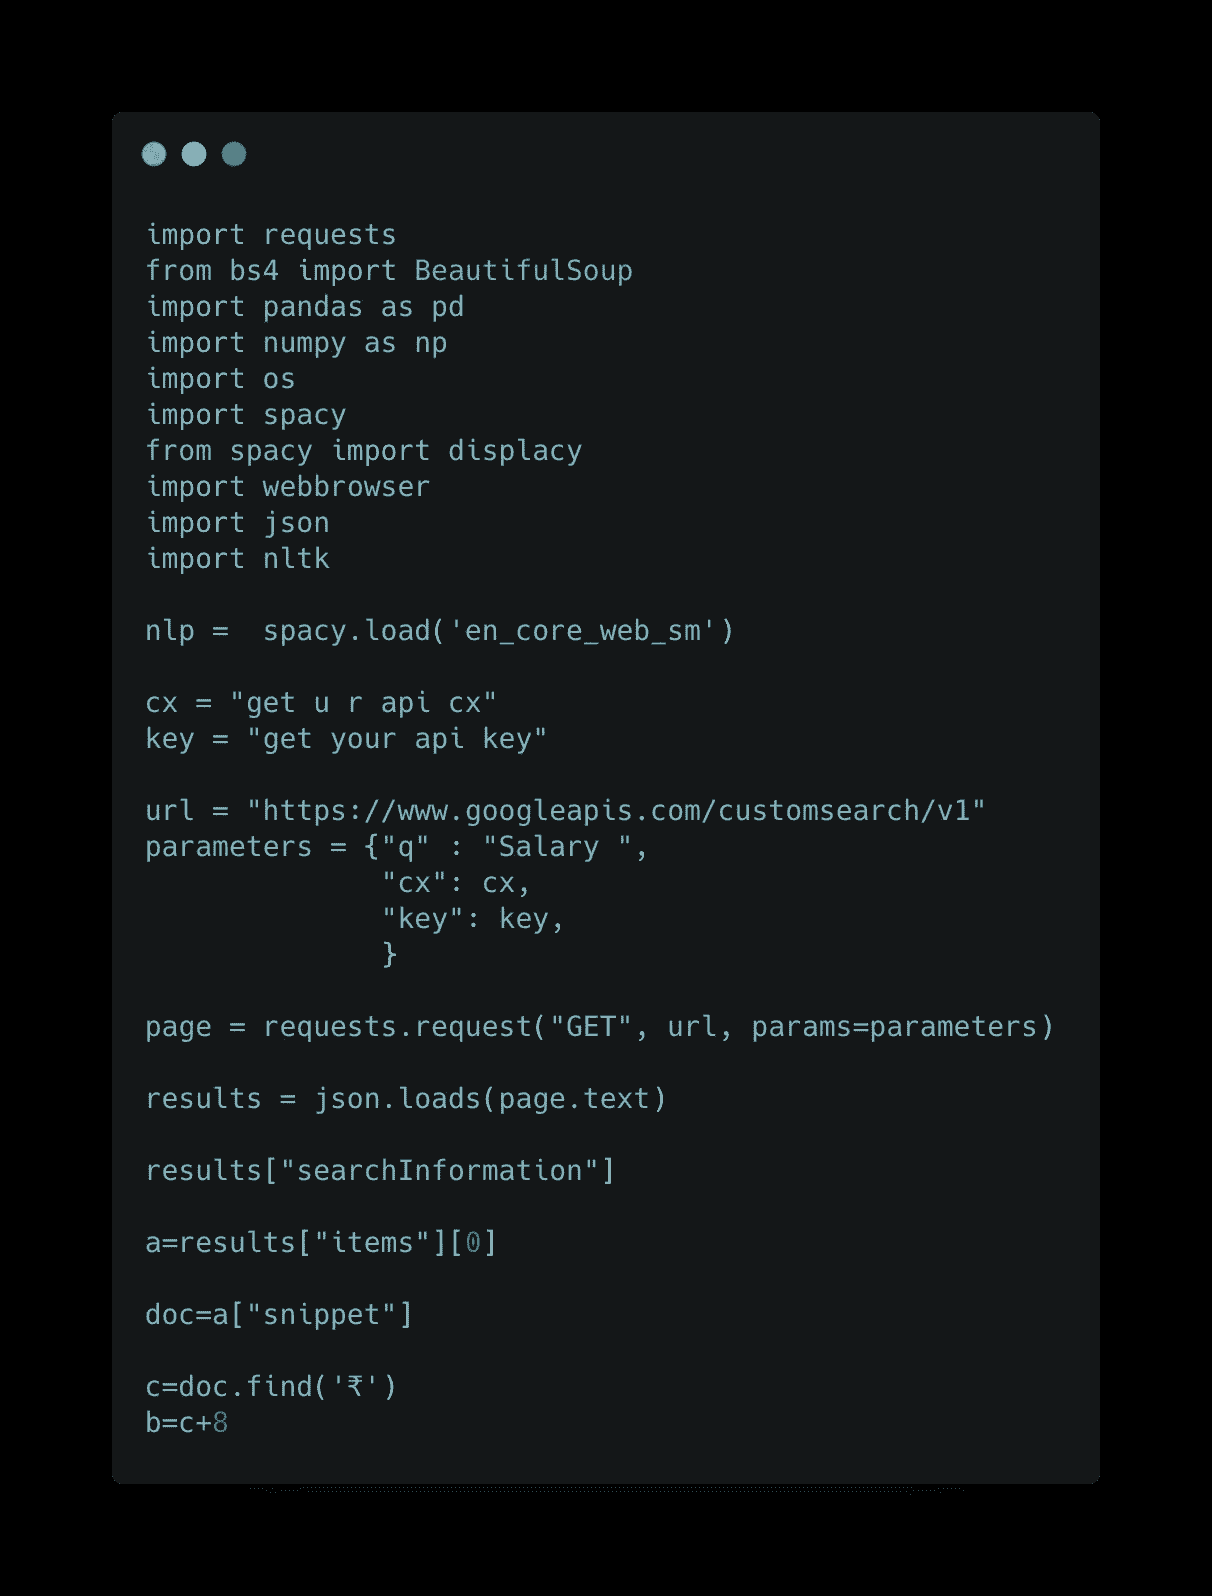 import requests
from bs4 import BeautifulSoup
import pandas as pd
import numpy as np
import os
import spacy
from spacy import displacy
import webbrowser
import json
import nltk
nlp =  spacy.load('en_core_web_sm')
cx = "get u r api cx"
key = "get your api key"
url = "https://www.googleapis.com/customsearch/v1"
parameters = {"q" : "Salary ",
              "cx": cx,
              "key": key,
              }
page = requests.request("GET", url, params=parameters)
results = json.loads(page.text)
results["searchInformation"]
a=results["items"][0]
doc=a["snippet"]
c=doc.find('₹')
b=c+8